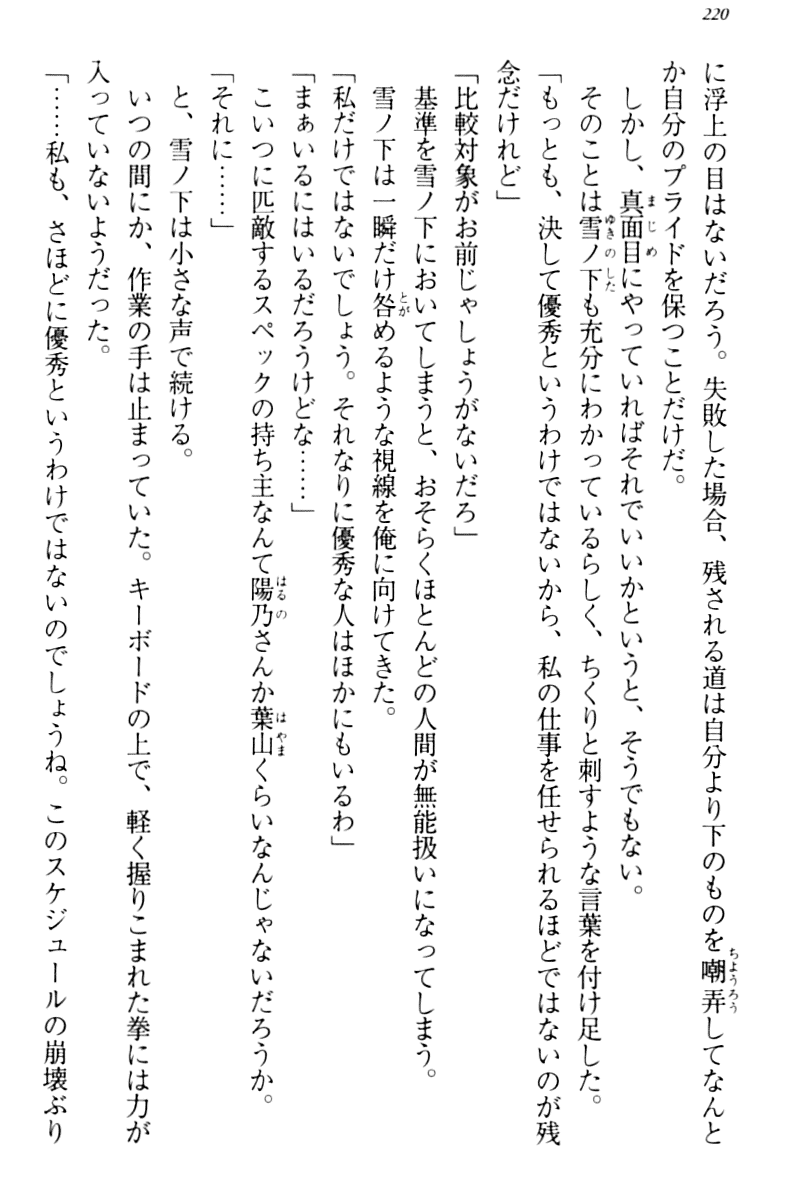 220
に浮上の目はないだろう。失敗した場合、残される道は自分より下のものを嘲弄してなんと
か自分のプライドを保つことだけだ。
しかし、真面目にやっていればそれでいいかというと、そうでもない。
そのことは雪ノ下も充分にわかっているらしく、ちくりと刺すような言葉を付け足した。
「もっとも、決して優秀というわけではないから、私の仕事を任せられるほどではないのが残
念だけれど」
「比較対象がお前じゃしょうがないだろ」
基準を雪ノ下においてしまうと、おそらくほとんどの人間が無能扱いになってしまう。
雪ノ下は一瞬だけ咎めるような視線を俺に向けてきた。
「私だけではないでしょう。それなりに優秀な人はほかにもいるわ」
「まぁいるにはいるだろうけどな……」
こいつに匹敵するスペックの持ち主なんて陽乃さんか葉山くらいなんじゃないだろうか。
「それに……」
と、雪ノ下は小さな声で続ける。
いつの間にか、作業の手は止まっていた。キーボードの上で、軽く握りこまれた拳には力が
入っていないようだった。
「……私も、さほどに優秀というわけではないのでしょうね。このスケジュールの崩壊ぶり